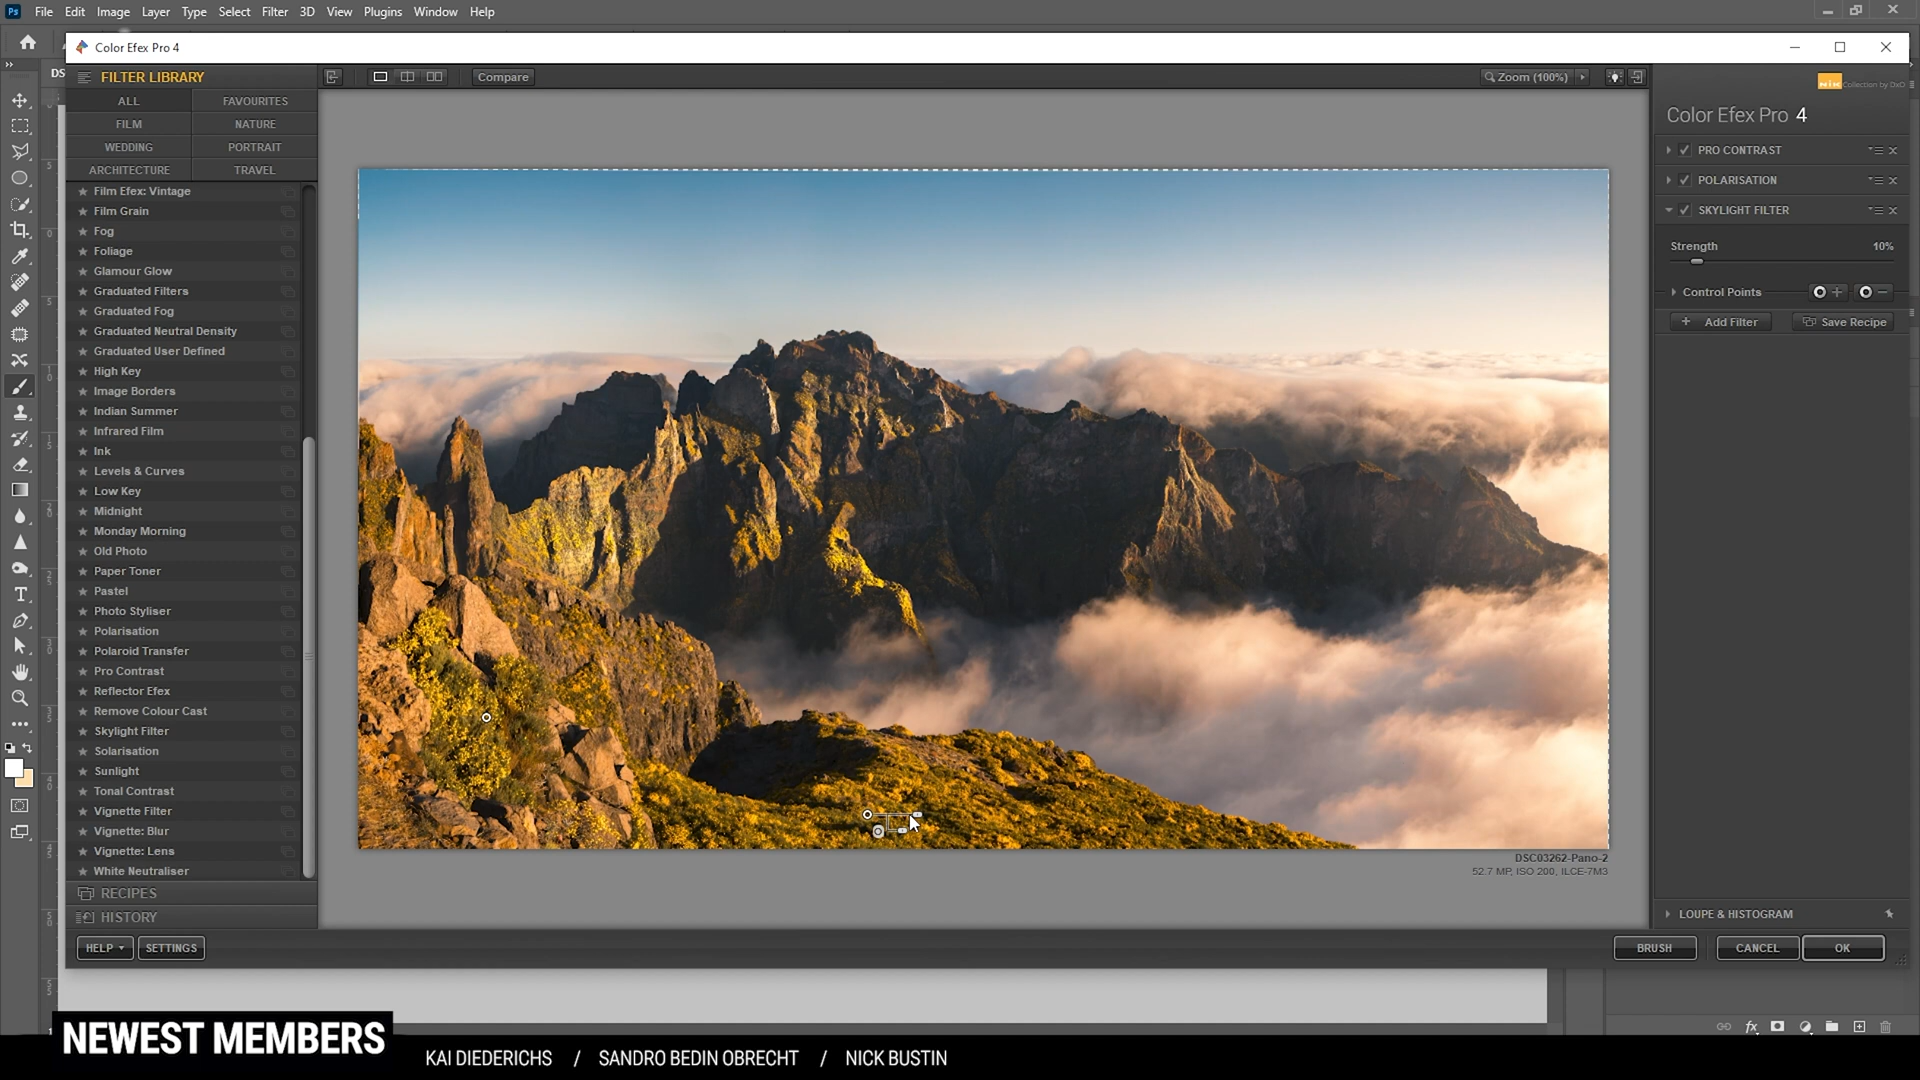 Ps File Edit Image Layer Type Select Filter 3D View Plugins Window Help
Color Efex Pro 4
FILTER LIBRARY
Compare
Zoom (100%)
ALL FAVOURITES
FILM NATURE
WEDDING PORTRAIT
ARCHITECTURE TRAVEL
Film Efex: Vintage
Film Grain
Fog
Foliage
Glamour Glow
Graduated Filters
Graduated Fog
Graduated Neutral Density
Graduated User Defined
High Key
Image Borders
Indian Summer
Infrared Film
Ink
Levels & Curves
Low Key
Midnight
Monday Morning
Old Photo
Paper Toner
Pastel
Photo Styliser
Polarisation
Polaroid Transfer
Pro Contrast
Reflector Efex
Remove Colour Cast
Skylight Filter
Solarisation
Sunlight
Tonal Contrast
Vignette Filter
Vignette: Blur
Vignette: Lens
White Neutraliser
RECIPES
HISTORY
HELP SETTINGS
DSC03262-Pano-2
52.7 MP, ISO 200, ILCE-7M3
Collection by DxO
Color Efex Pro 4
PRO CONTRAST
POLARISATION
SKYLIGHT FILTER
Strength 10%
Control Points
+ Add Filter Save Recipe
LOUPE & HISTOGRAM
BRUSH CANCEL OK
NEWEST MEMBERS
KAI DIEDERICHS / SANDRO BEDIN OBRECHT / NICK BUSTIN